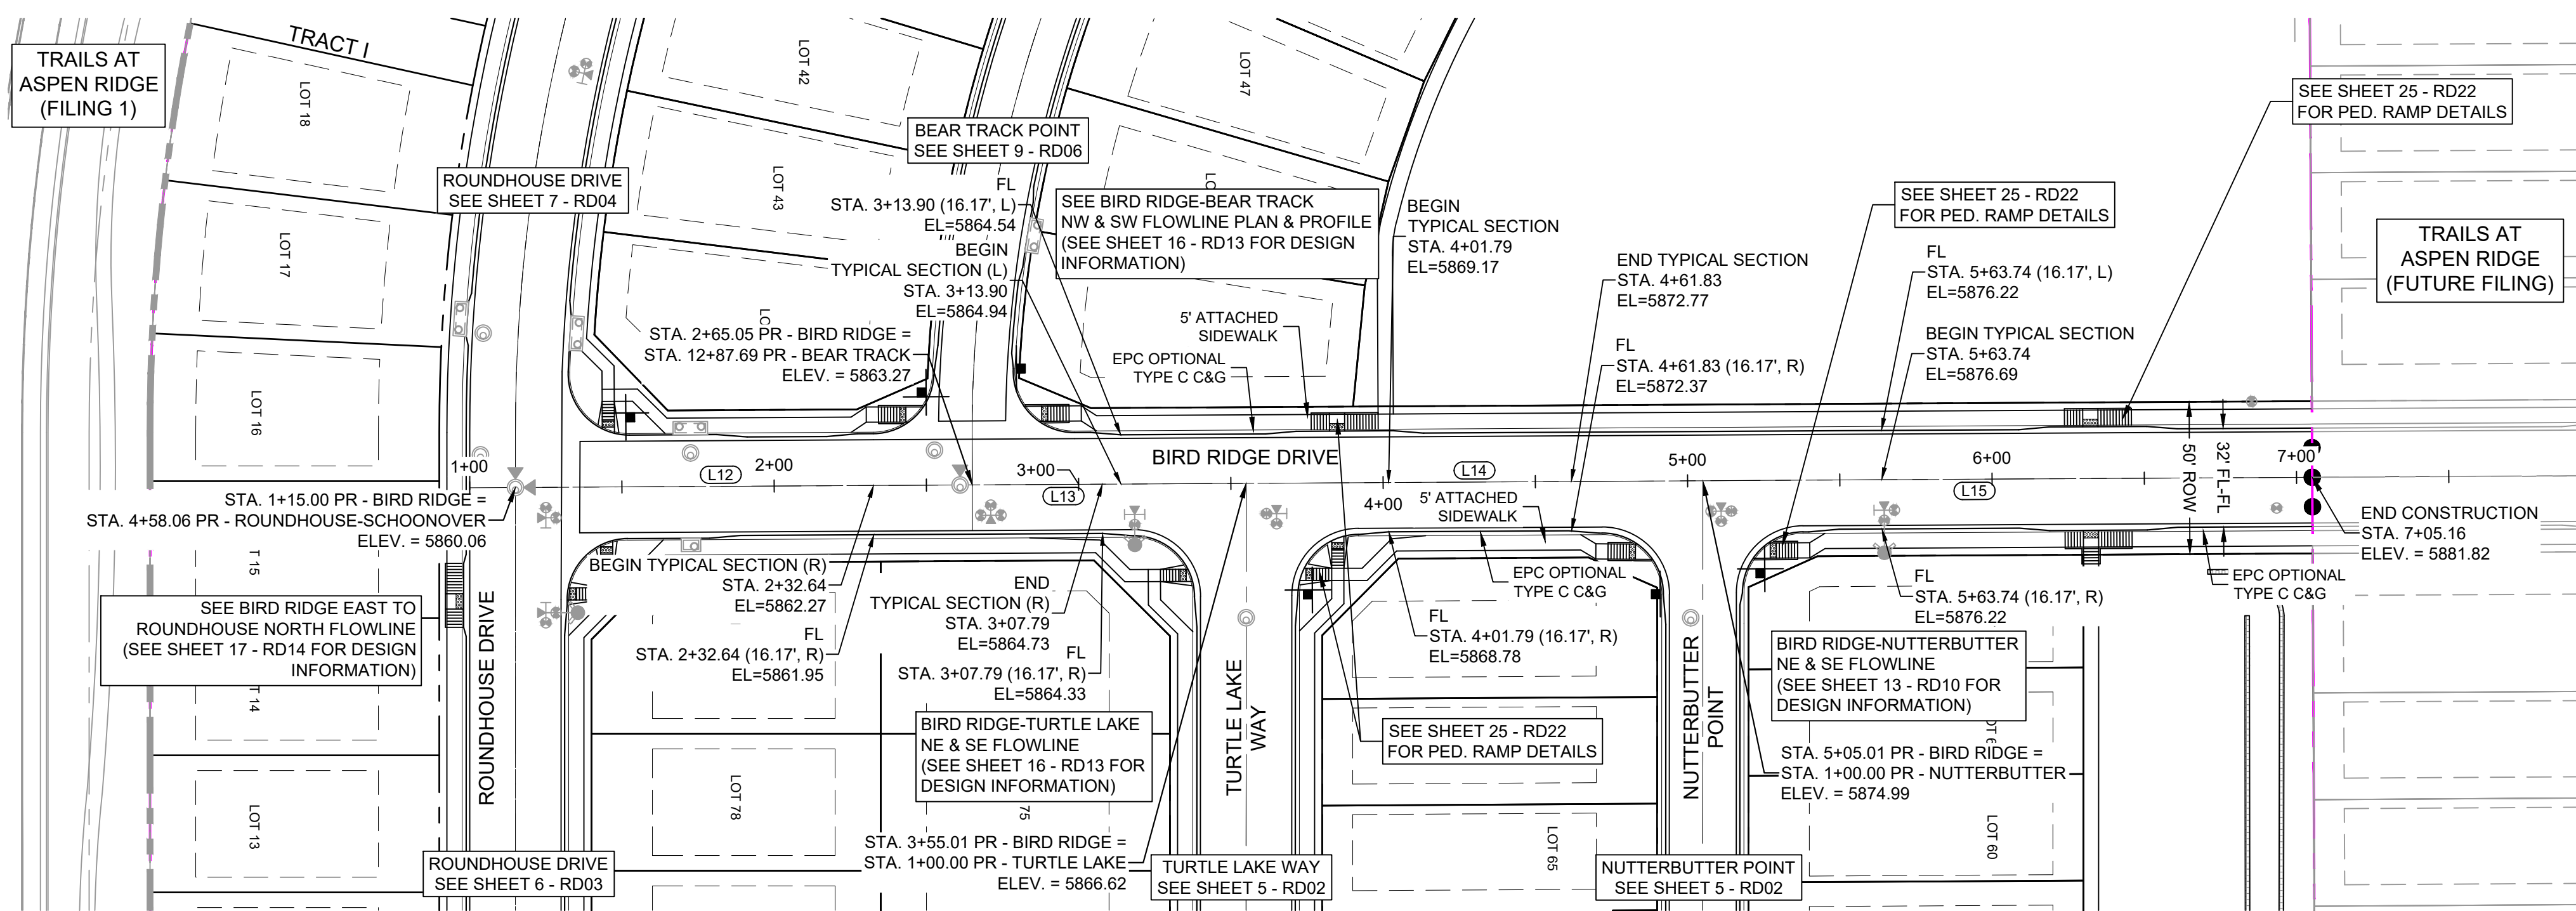 TRAILS AT
ASPEN RIDGE
(FILING 1)
TRACT I
LOT 18
LOT 17
LOT 16
LOT 13
LOT 42
LOT 43
LOT 47
ROUNDHOUSE DRIVE
SEE SHEET 7 - RD04
BEAR TRACK POINT
SEE SHEET 9 - RD06
FL
STA. 3+13.90 (16.17', L)
EL=5864.54
BEGIN
TYPICAL SECTION (L)
STA. 3+13.90
EL=5864.94
STA. 2+65.05 PR - BIRD RIDGE =
STA. 12+87.69 PR - BEAR TRACK
ELEV. = 5863.27
SEE BIRD RIDGE-BEAR TRACK
NW & SW FLOWLINE PLAN & PROFILE
(SEE SHEET 16 - RD13 FOR DESIGN
INFORMATION)
5' ATTACHED
SIDEWALK
EPC OPTIONAL
TYPE C C&G
BEGIN
TYPICAL SECTION
STA. 4+01.79
EL=5869.17
END TYPICAL SECTION
STA. 4+61.83
EL=5872.77
FL
STA. 4+61.83 (16.17', R)
EL=5872.37
SEE SHEET 25 - RD22
FOR PED. RAMP DETAILS
FL
STA. 5+63.74 (16.17', L)
EL=5876.22
BEGIN TYPICAL SECTION
STA. 5+63.74
EL=5876.69
SEE SHEET 25 - RD22
FOR PED. RAMP DETAILS
TRAILS AT
ASPEN RIDGE
(FUTURE FILING)
1+00
L12
2+00
3+00
L13
BIRD RIDGE DRIVE
4+00
L14
5+00
L15
6+00
7+00
50' ROW
32' FL-FL
STA. 1+15.00 PR - BIRD RIDGE =
STA. 4+58.06 PR - ROUNDHOUSE-SCHOONOVER
ELEV. = 5860.06
SEE BIRD RIDGE EAST TO
ROUNDHOUSE NORTH FLOWLINE
(SEE SHEET 17 - RD14 FOR DESIGN
INFORMATION)
ROUNDHOUSE DRIVE
BEGIN TYPICAL SECTION (R)
STA. 2+32.64
EL=5862.27
FL
STA. 2+32.64 (16.17', R)
EL=5861.95
END
TYPICAL SECTION (R)
STA. 3+07.79
EL=5864.73
FL
STA. 3+07.79 (16.17', R)
EL=5864.33
BIRD RIDGE-TURTLE LAKE
NE & SE FLOWLINE
(SEE SHEET 16 - RD13 FOR
DESIGN INFORMATION)
STA. 3+55.01 PR - BIRD RIDGE =
STA. 1+00.00 PR - TURTLE LAKE
ELEV. = 5866.62
TURTLE LAKE
WAY
5' ATTACHED
SIDEWALK
EPC OPTIONAL
TYPE C C&G
FL
STA. 4+01.79 (16.17', R)
EL=5868.78
SEE SHEET 25 - RD22
FOR PED. RAMP DETAILS
NUTTERBUTTER
POINT
FL
STA. 5+63.74 (16.17', R)
EL=5876.22
BIRD RIDGE-NUTTERBUTTER
NE & SE FLOWLINE
(SEE SHEET 13 - RD10 FOR
DESIGN INFORMATION)
STA. 5+05.01 PR - BIRD RIDGE =
STA. 1+00.00 PR - NUTTERBUTTER
ELEV. = 5874.99
END CONSTRUCTION
STA. 7+05.16
ELEV. = 5881.82
EPC OPTIONAL
TYPE C C&G
LOT 78
75
LOT 65
LOT 60
ROUNDHOUSE DRIVE
SEE SHEET 6 - RD03
TURTLE LAKE WAY
SEE SHEET 5 - RD02
NUTTERBUTTER POINT
SEE SHEET 5 - RD02